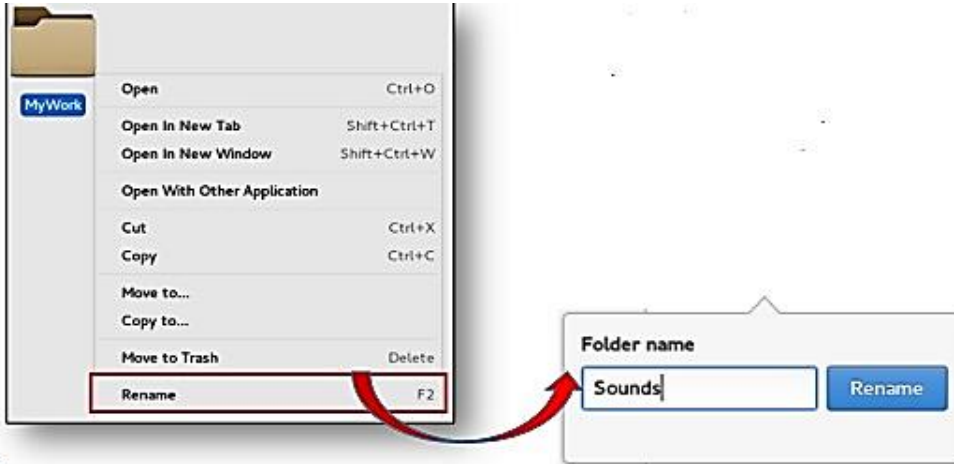 MyWork
Open Ctrl+O
Open In New Tab Shift+Ctrl+T
Open In New Window Shift+Ctrl+W
Open With Other Application
Cut Ctrl+X
Copy Ctrl+C
Move to...
Copy to...
Move to Trash Delete
Rename F2
Folder name
Sounds Rename